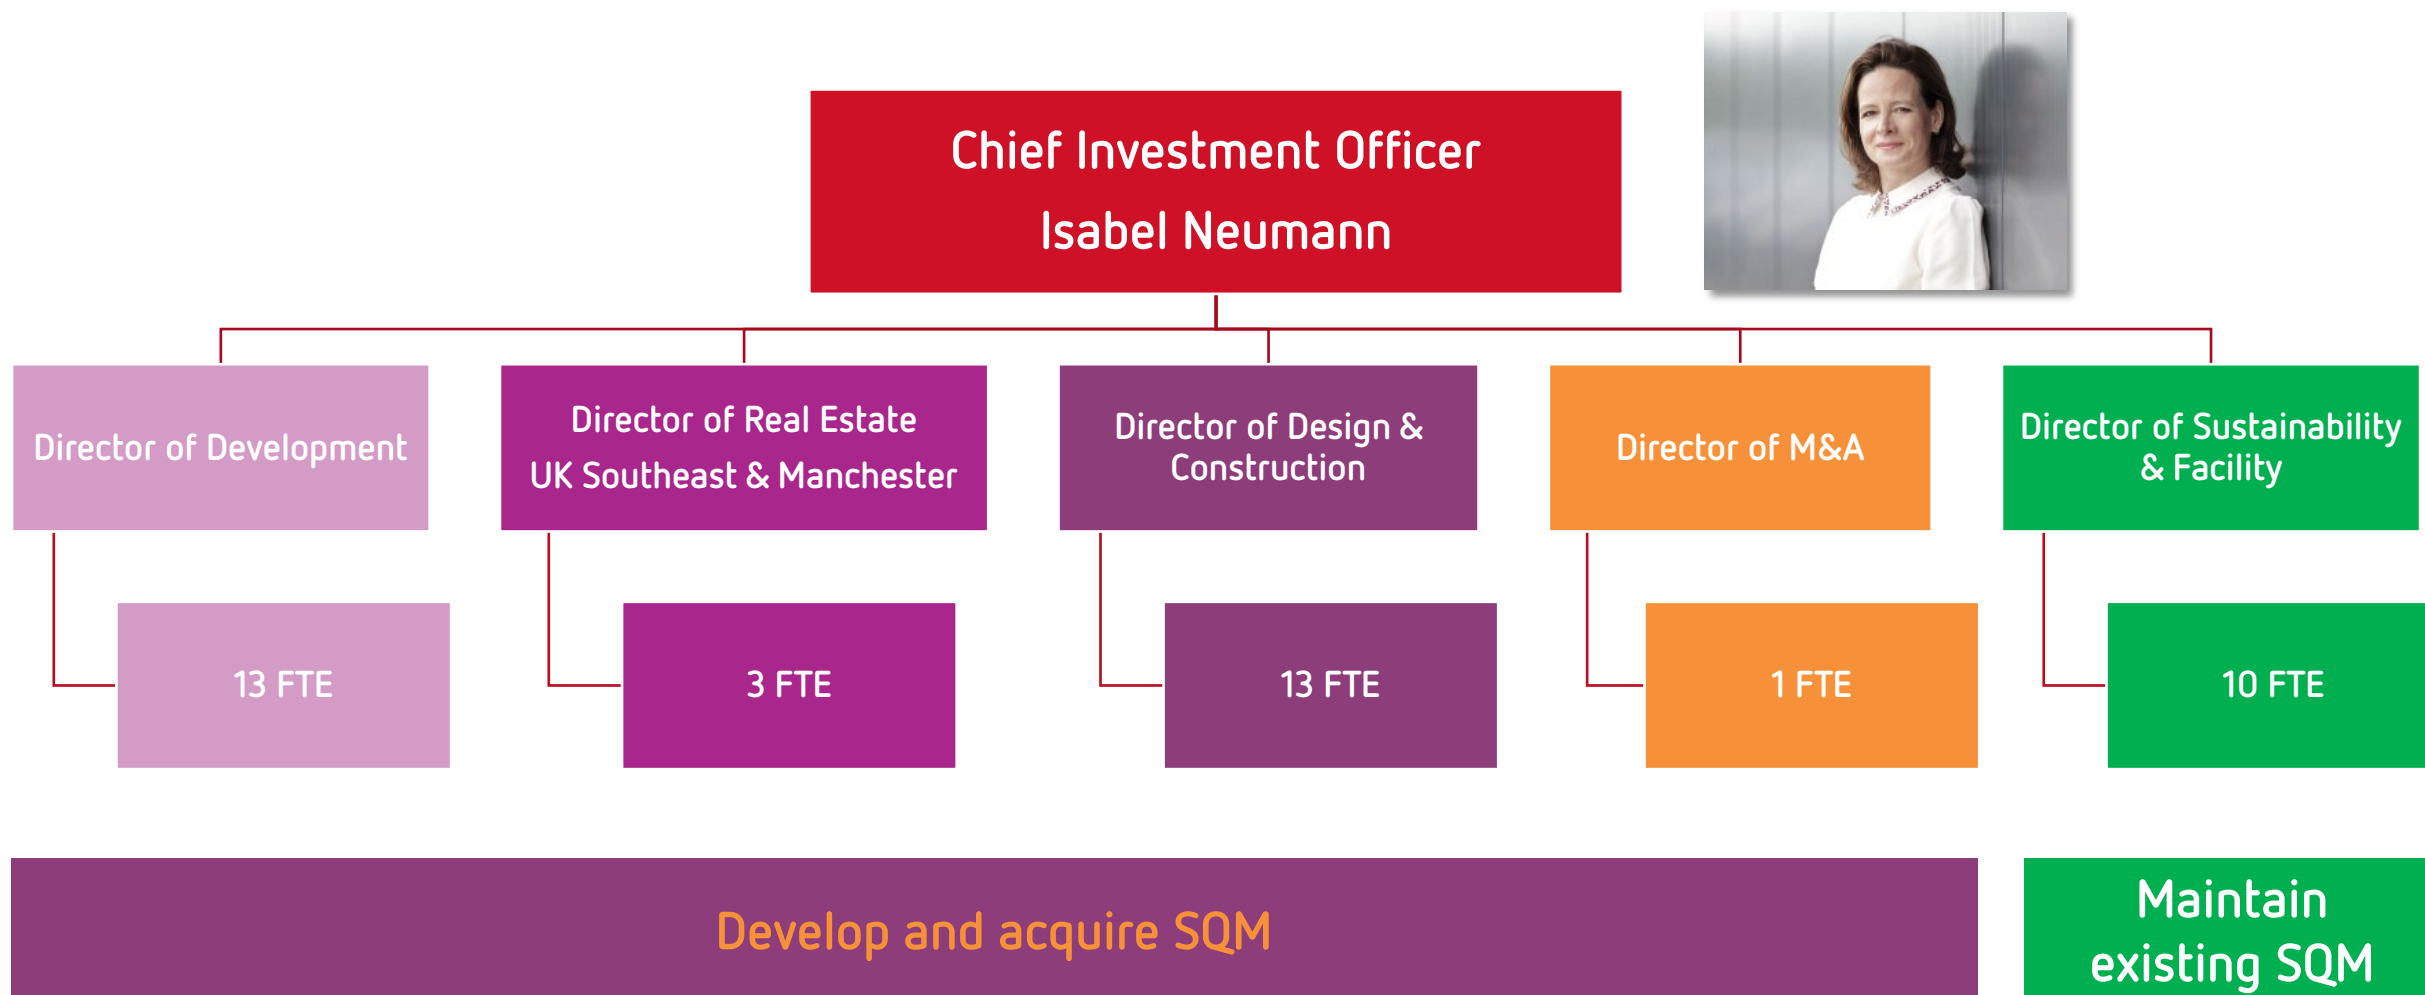 Chief Investment Officer
Isabel Neumann
Director of Development
Director of Real Estate
UK Southeast & Manchester
Director of Design &
Construction
Director of M&A
Director of Sustainability
& Facility
13 FTE
3 FTE
13 FTE
1 FTE
10 FTE
Develop and acquire SQM
Maintain
existing SQM